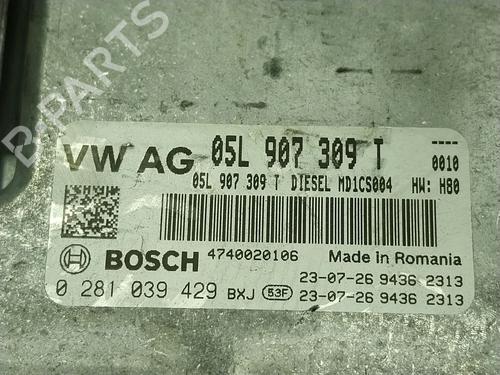 B-PARTS
VW AG 05L 907 309 T
----
0010
05L 907 309 T DIESEL MD1CS004 HW: H80
BOSCH 4740020106 Made in Romania
23-07-26 9436 2313
0 281 039 429 BXJ 53F 23-07-26 9436 2313